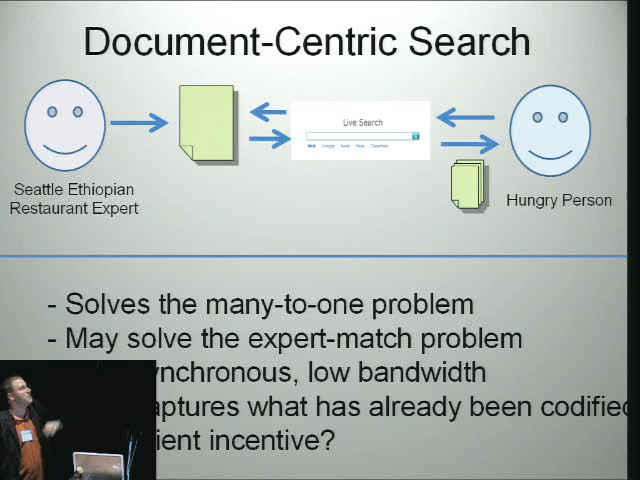 Document-Centric Search
Live Search
Seattle Ethiopian
Restaurant Expert
Hungry Person
- Solves the many-to-one problem
- May solve the expert-match problem
ynchronous, low bandwidth
aptures what has already been codified
ient incentive?